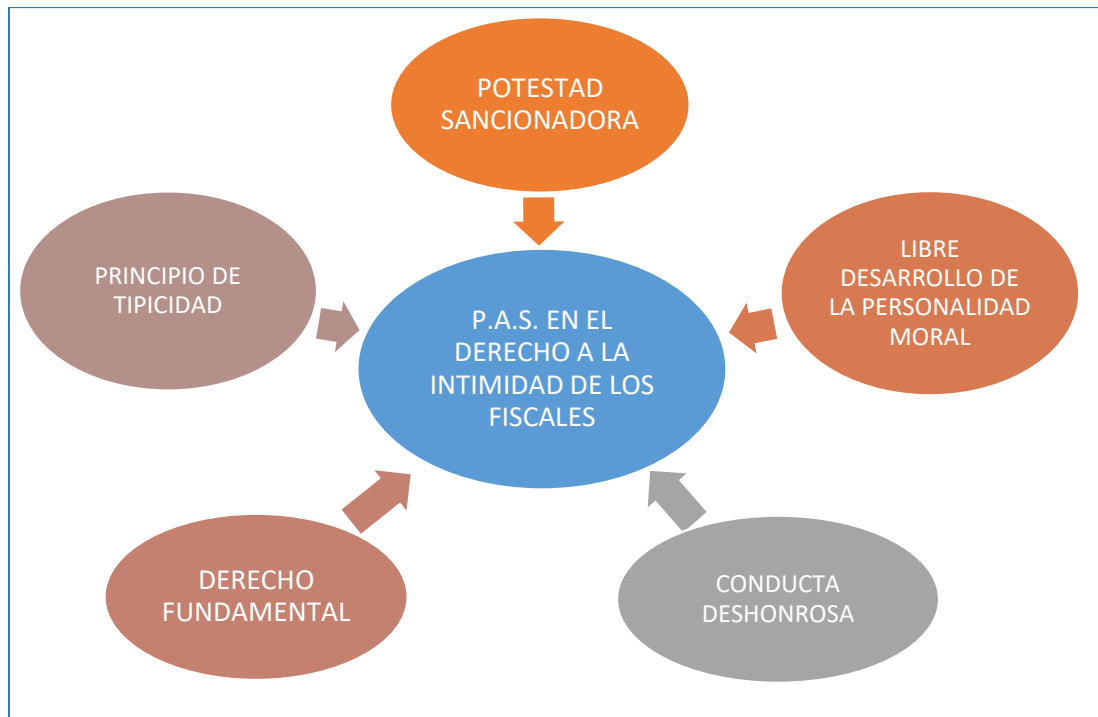 POTESTAD
SANCIONADORA
PRINCIPIO DE
TIPICIDAD
LIBRE
DESARROLLO DE
LA PERSONALIDAD
MORAL
P.A.S. EN EL
DERECHO A LA
INTIMIDAD DE LOS
FISCALES
DERECHO
FUNDAMENTAL
CONDUCTA
DESHONROSA